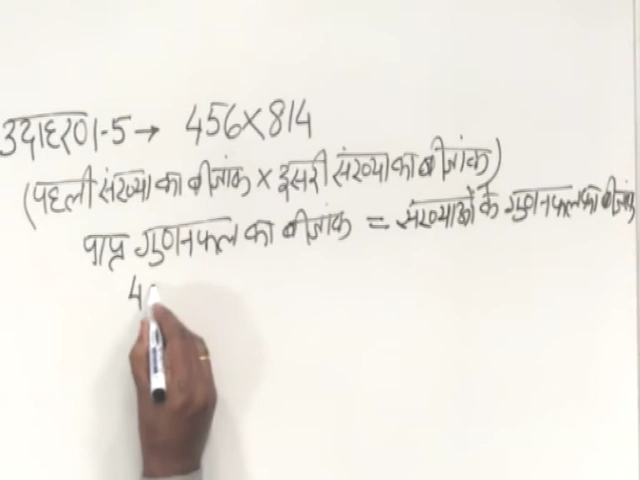 उदाहरण-5→ 456×814
(पहली संख्या का बीजांक × दूसरी संख्या का बीजांक)
प्राप्त गुणनफल का बीजांक = संख्याओं के गुणनफल का बीजांक
4